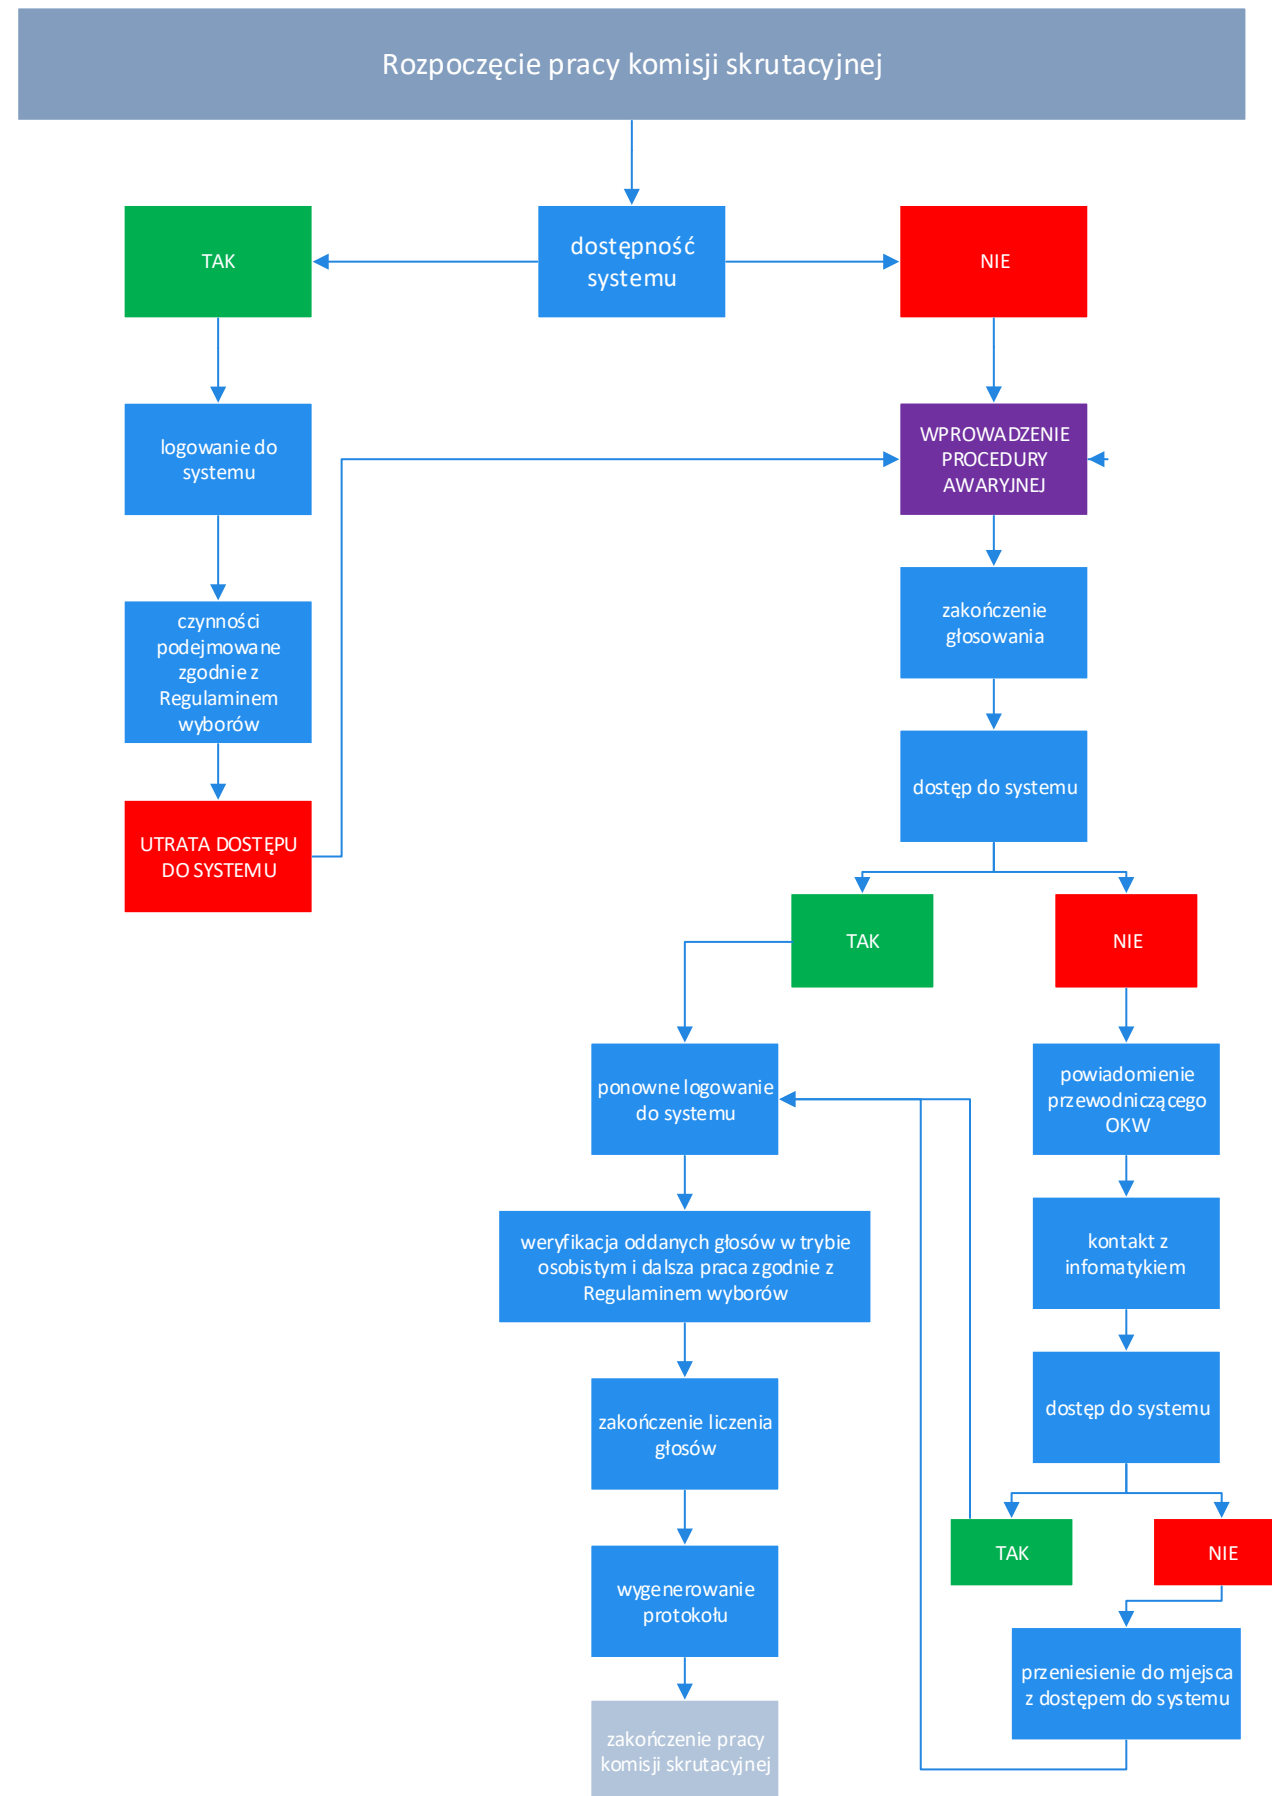 Rozpoczęcie pracy komisji skrutacyjnej
TAK
dostępność
systemu
NIE
logowanie do
systemu
WPROWADZENIE
PROCEDURY
AWARYJNEJ
czynności
podejmowane
zgodnie z
Regulaminem
wyborów
zakończenie
głosowania
UTRATA DOSTĘPU
DO SYSTEMU
dostęp do systemu
TAK
NIE
ponowne logowanie
do systemu
powiadomienie
przewodniczącego
OKW
weryfikacja oddanych głosów w trybie
osobistym i dalsza praca zgodnie z
Regulaminem wyborów
kontakt z
infomatykiem
zakończenie liczenia
głosów
dostęp do systemu
TAK
NIE
wygenerowanie
protokołu
przeniesienie do mjejsca
z dostępem do systemu
zakończenie pracy
komisji skrutacyjnej